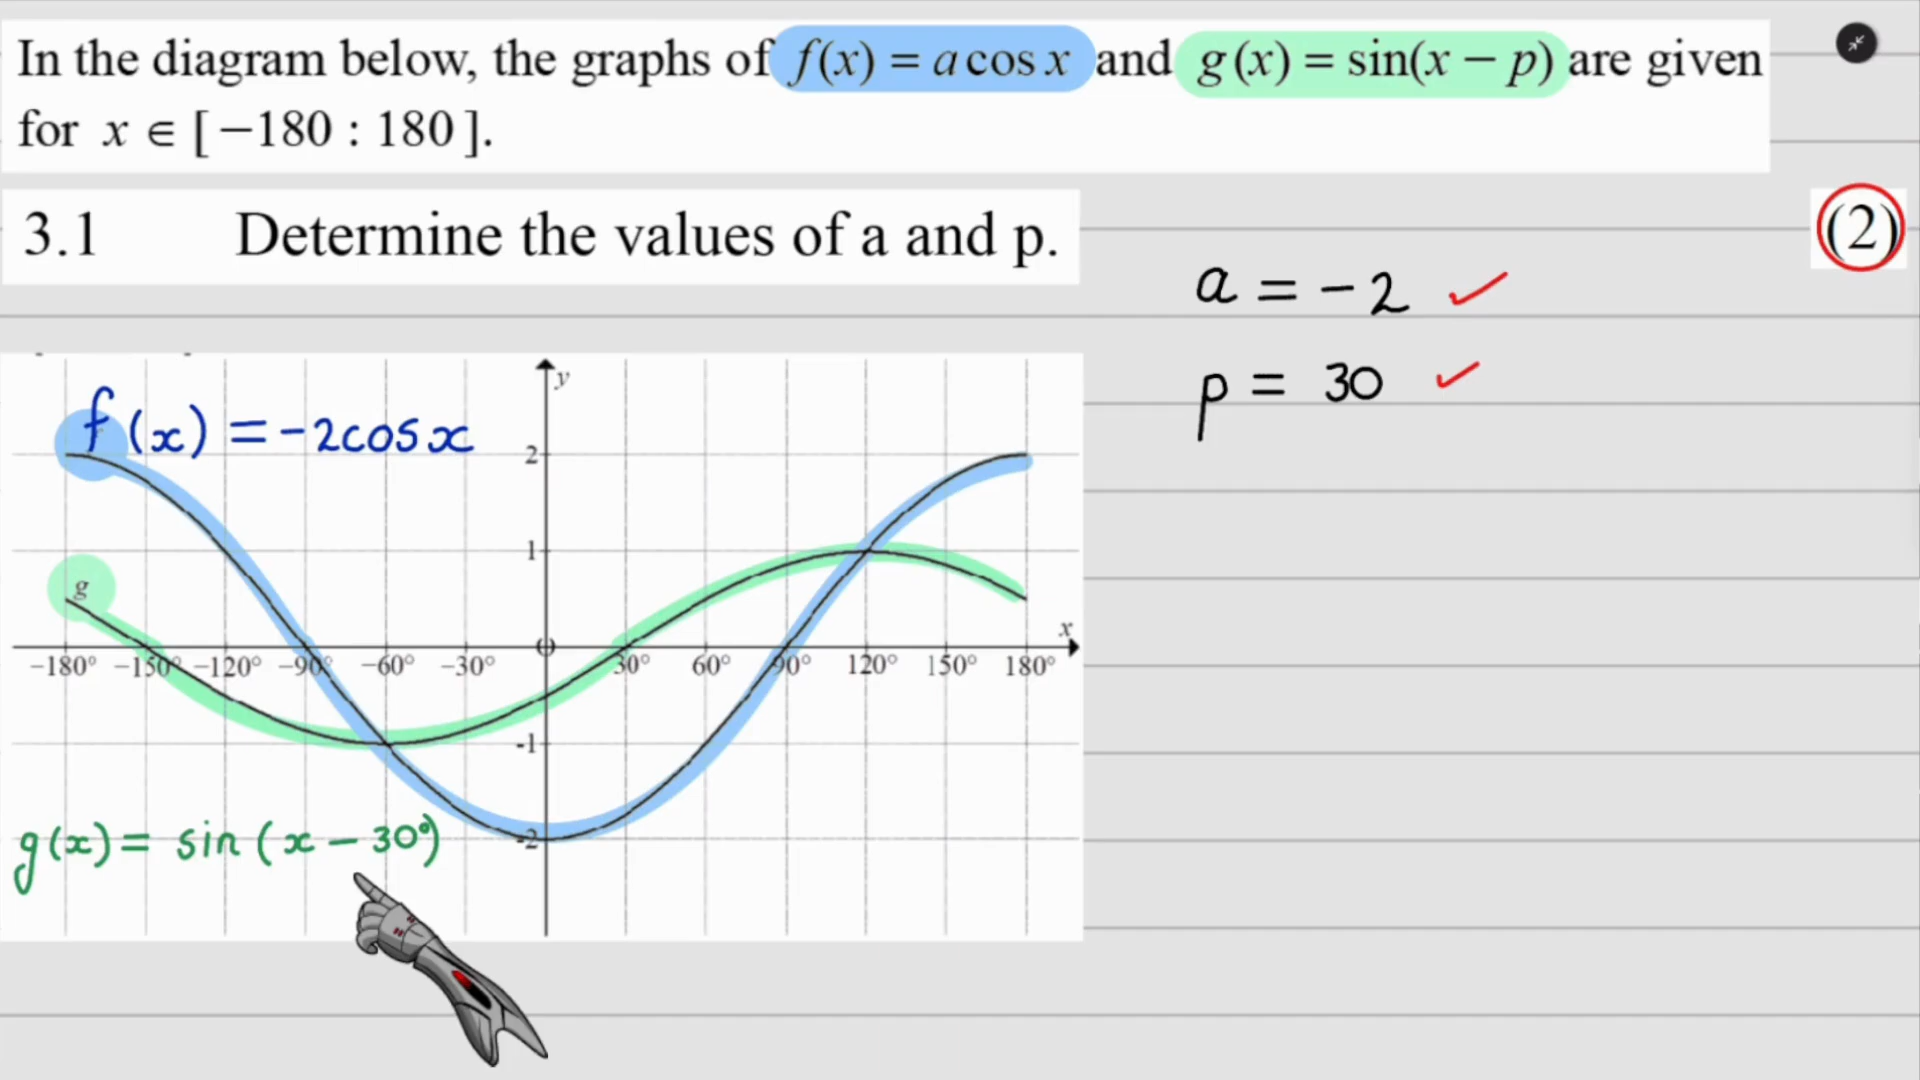 In the diagram below, the graphs of f(x) = a cos x and g(x) = sin(x − p) are given
for x ∈ [−180 : 180].
3.1 Determine the values of a and p. (2)
a = -2 ✓
p = 30 ✓
y
f(x) = -2cosx
2
1
g
x
−180° −150° −120° −90° −60° −30° 0 30° 60° 90° 120° 150° 180°
-1
-2
g(x) = sin(x − 30°)